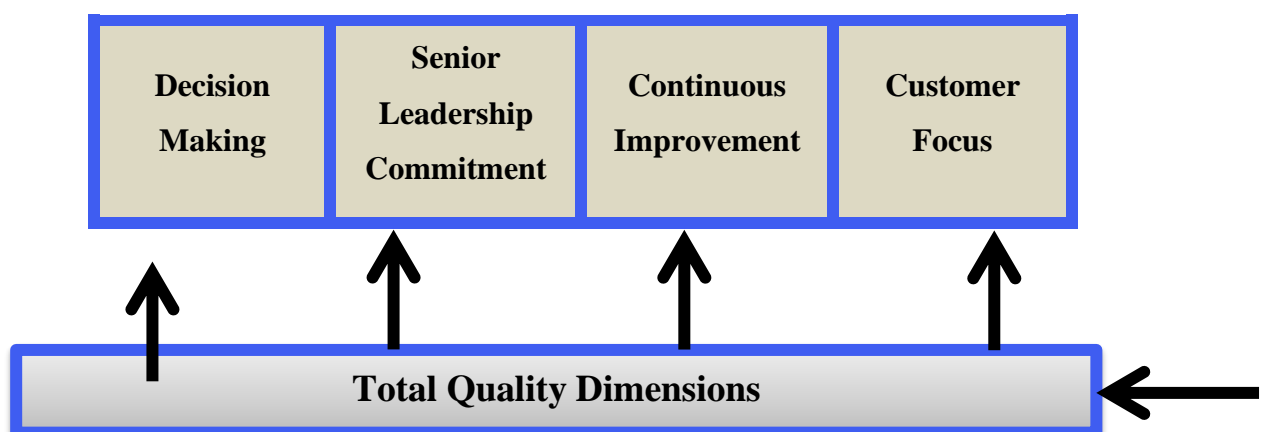 Decision
Making
Senior
Leadership
Commitment
Continuous
Improvement
Customer
Focus
Total Quality Dimensions